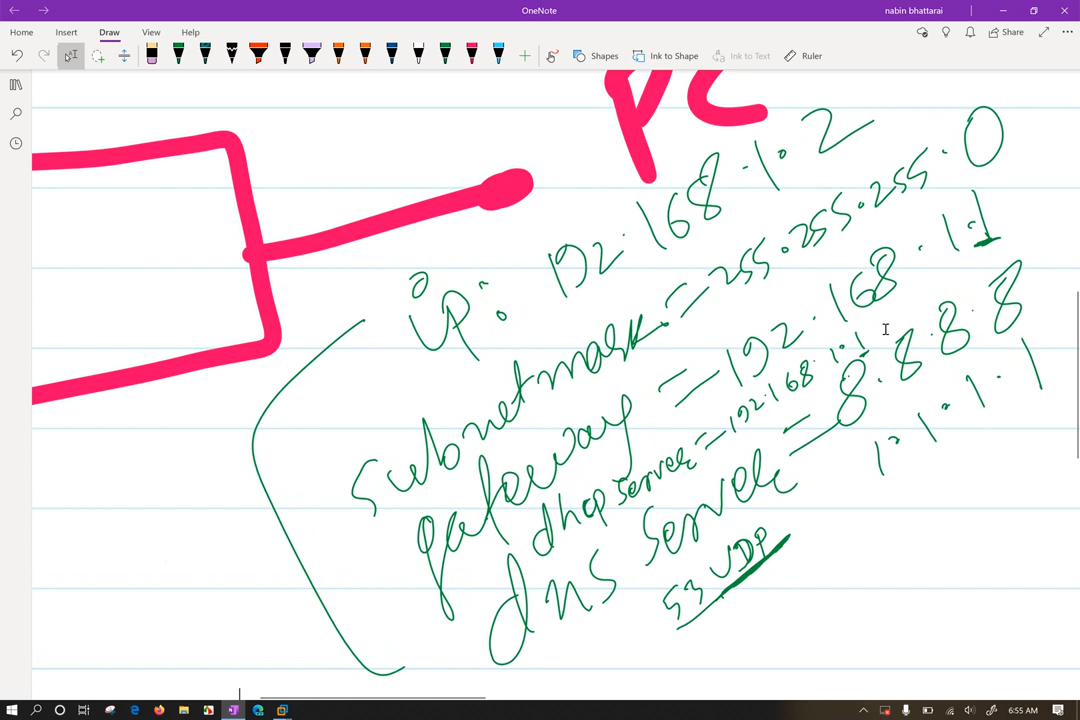 OneNote
nabin bhattarai
Home Insert Draw View Help
Share
Shapes Ink to Shape Ink to Text Ruler
PC
ip: 192.168.1.2
subnetmask = 255.255.255.0
gateway = 192.168.1.1
dhcp server = 192.168.1.1
dns server = 8.8.8.8
1.1.1.1
53 UDP
6:55 AM